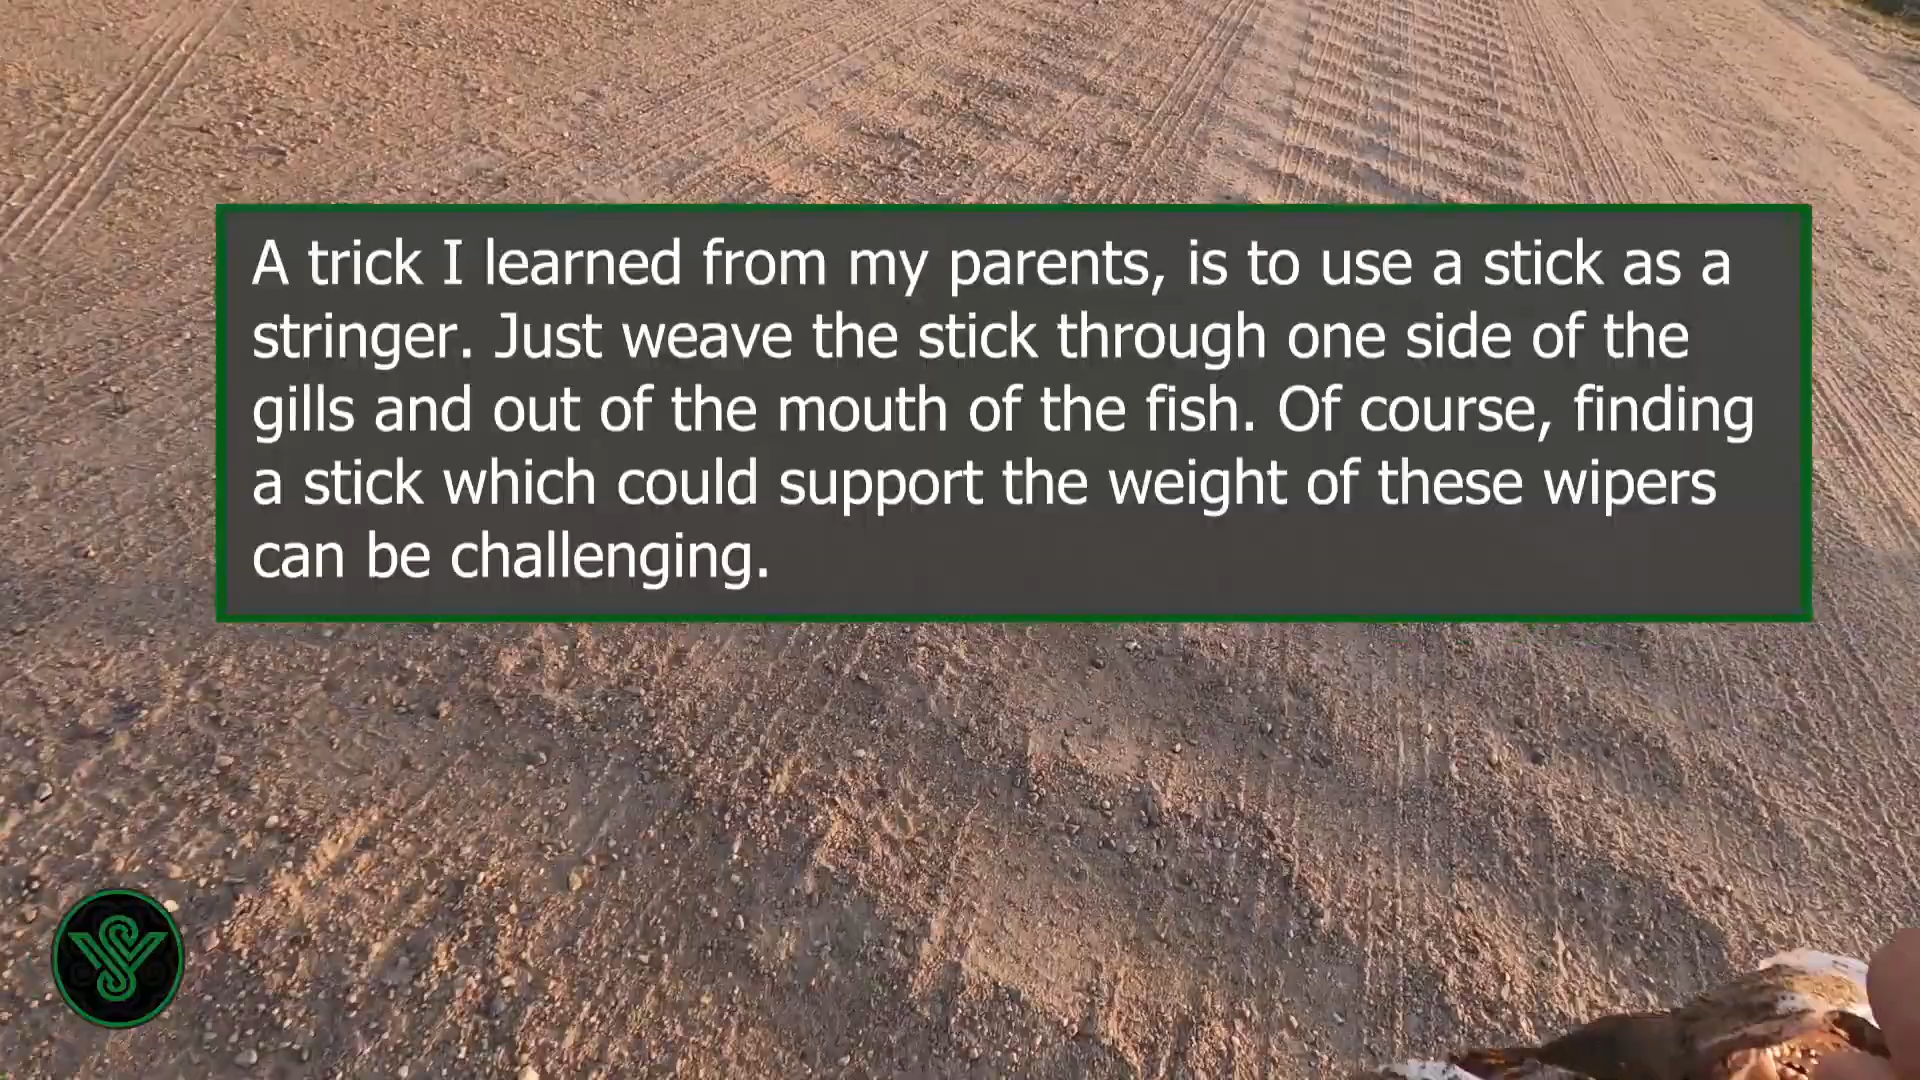 A trick I learned from my parents, is to use a stick as a
stringer. Just weave the stick through one side of the
gills and out of the mouth of the fish. Of course, finding
a stick which could support the weight of these wipers
can be challenging.